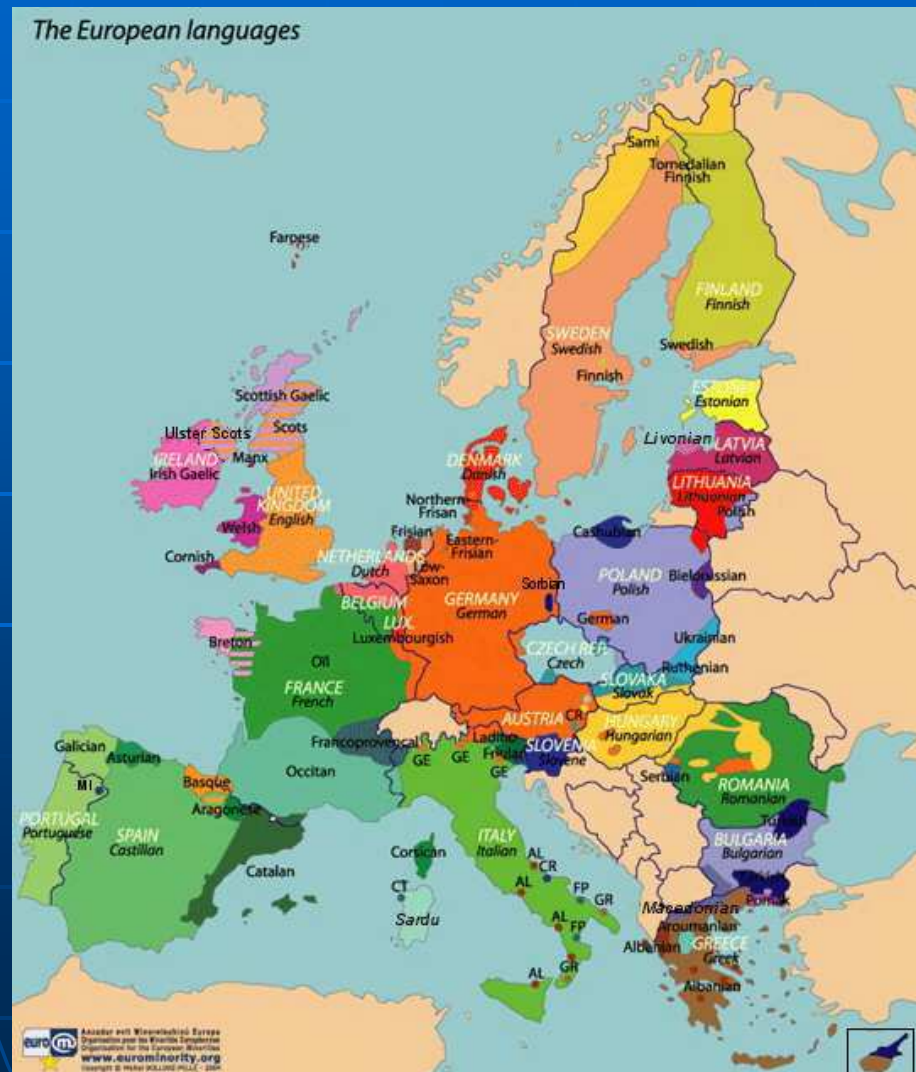 The European languages
Sami
Tornedalian
Finnish
Faroese
FINLAND
Finnish
SWEDEN
Swedish
Swedish
Finnish
Estonian
Scottish Gaelic
Scots
Ulster Scots
Manx
IRELAND
Irish Gaelic
Livonian
LATVIA
Latvian
DENMARK
Danish
LITHUANIA
Lithuanian
Polish
UNITED
KINGDOM
English
Welsh
Cornish
Northern-
Frisan
Frisian
Eastern-
Frisian
Low-
Saxon
NETHERLANDS
Dutch
Cashubian
POLAND
Polish
Bielorussian
Sorbian
GERMANY
German
BELGIUM
LUX.
Luxembourgish
German
Ukrainian
Ruthenian
CZECH REP.
Czech
SLOVAKA
Slovak
Breton
Oïl
FRANCE
French
AUSTRIA
CR
HUNGARY
Hungarian
Francoprovencal
GE
GE
GE
Ladino
Friulan
SLOVENIA
Slovene
Serbian
ROMANIA
Romanian
Galician
Asturian
MI
Basque
Aragonese
Occitan
PORTUGAL
Portuguese
SPAIN
Castillan
Catalan
Corsican
CT
Sardu
ITALY
Italian
AL
CR
AL
FP
GR
AL
FP
GR
AL
BULGARIA
Bulgarian
Pomak
Macedonian
Aroumanian
Albanian
GREECE
Greek
Albanian
euro m
www.eurominority.org